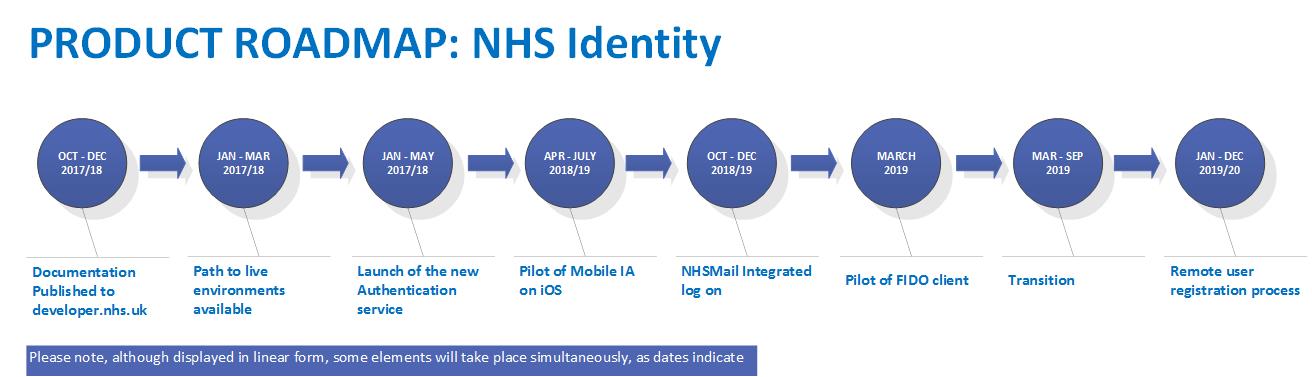 PRODUCT ROADMAP: NHS Identity
OCT - DEC
2017/18
JAN - MAR
2017/18
JAN - MAY
2017/18
APR - JULY
2018/19
OCT - DEC
2018/19
MARCH
2019
MAR - SEP
2019
JAN - DEC
2019/20
Documentation
Published to
developer.nhs.uk
Path to live
environments
available
Launch of the new
Authentication
service
Pilot of Mobile IA
on iOS
NHSMail Integrated
log on
Pilot of FIDO client
Transition
Remote user
registration process
Please note, although displayed in linear form, some elements will take place simultaneously, as dates indicate